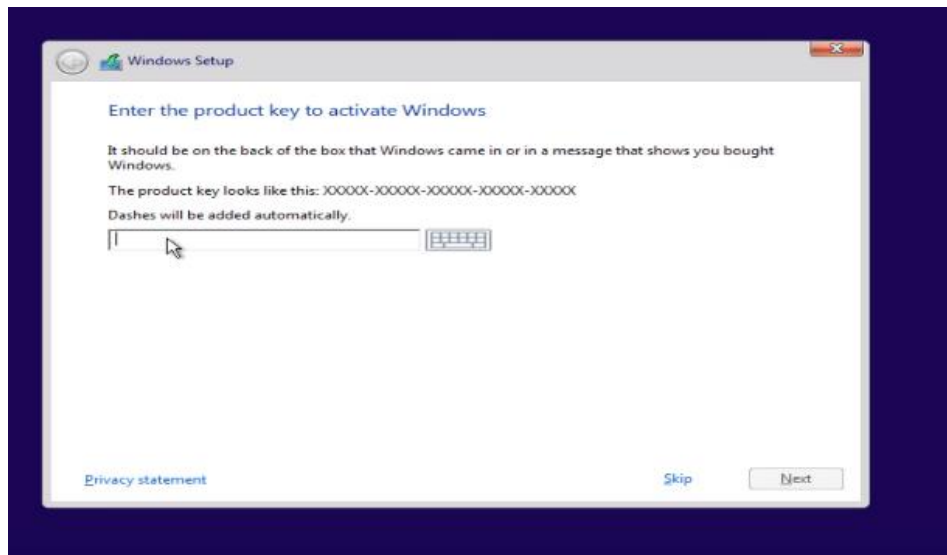 Windows Setup
Enter the product key to activate Windows
It should be on the back of the box that Windows came in or in a message that shows you bought
Windows.
The product key looks like this: XXXXX-XXXXX-XXXXX-XXXXX-XXXXX
Dashes will be added automatically.
Privacy statement
Skip
Next